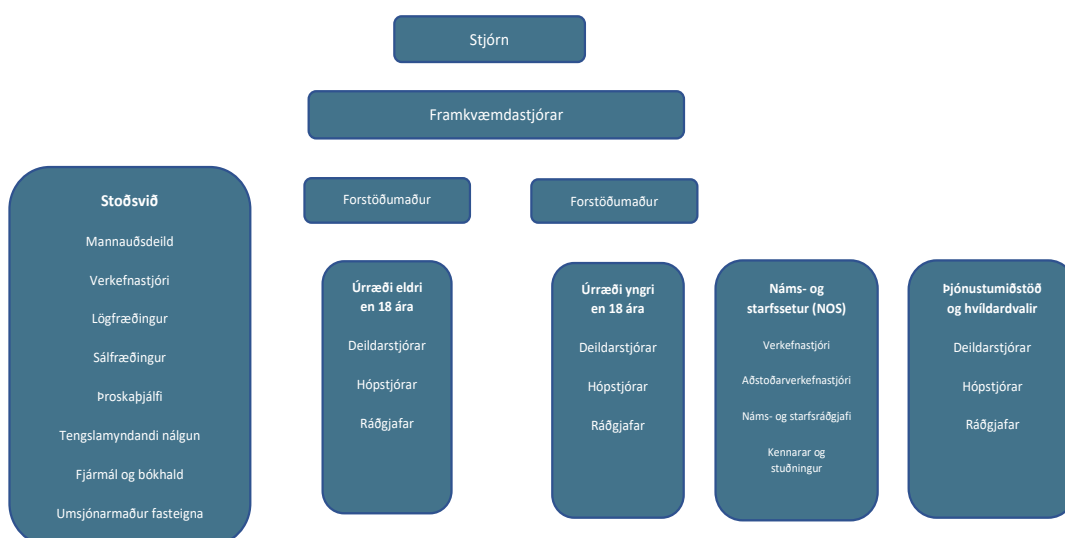 Stjórn
Framkvæmdastjórar
Stoðsvið
Mannauðsdeild
Verkefnastjóri
Lögfræðingur
Sálfræðingur
Þroskaþjálfi
Tengslamyndandi nálgun
Fjármál og bókhald
Umsjónarmaður fasteigna
Forstöðumaður
Forstöðumaður
Úrræði eldri
en 18 ára
Deildarstjórar
Hópstjórar
Ráðgjafar
Úrræði yngri
en 18 ára
Deildarstjórar
Hópstjórar
Ráðgjafar
Náms- og
starfssetur (NOS)
Verkefnastjóri
Aðstoðarverkefnastjóri
Náms- og starfsráðgjafi
Kennarar og
stuðningur
Þjónustumiðstöð
og hvíldardvalir
Deildarstjórar
Hópstjórar
Ráðgjafar